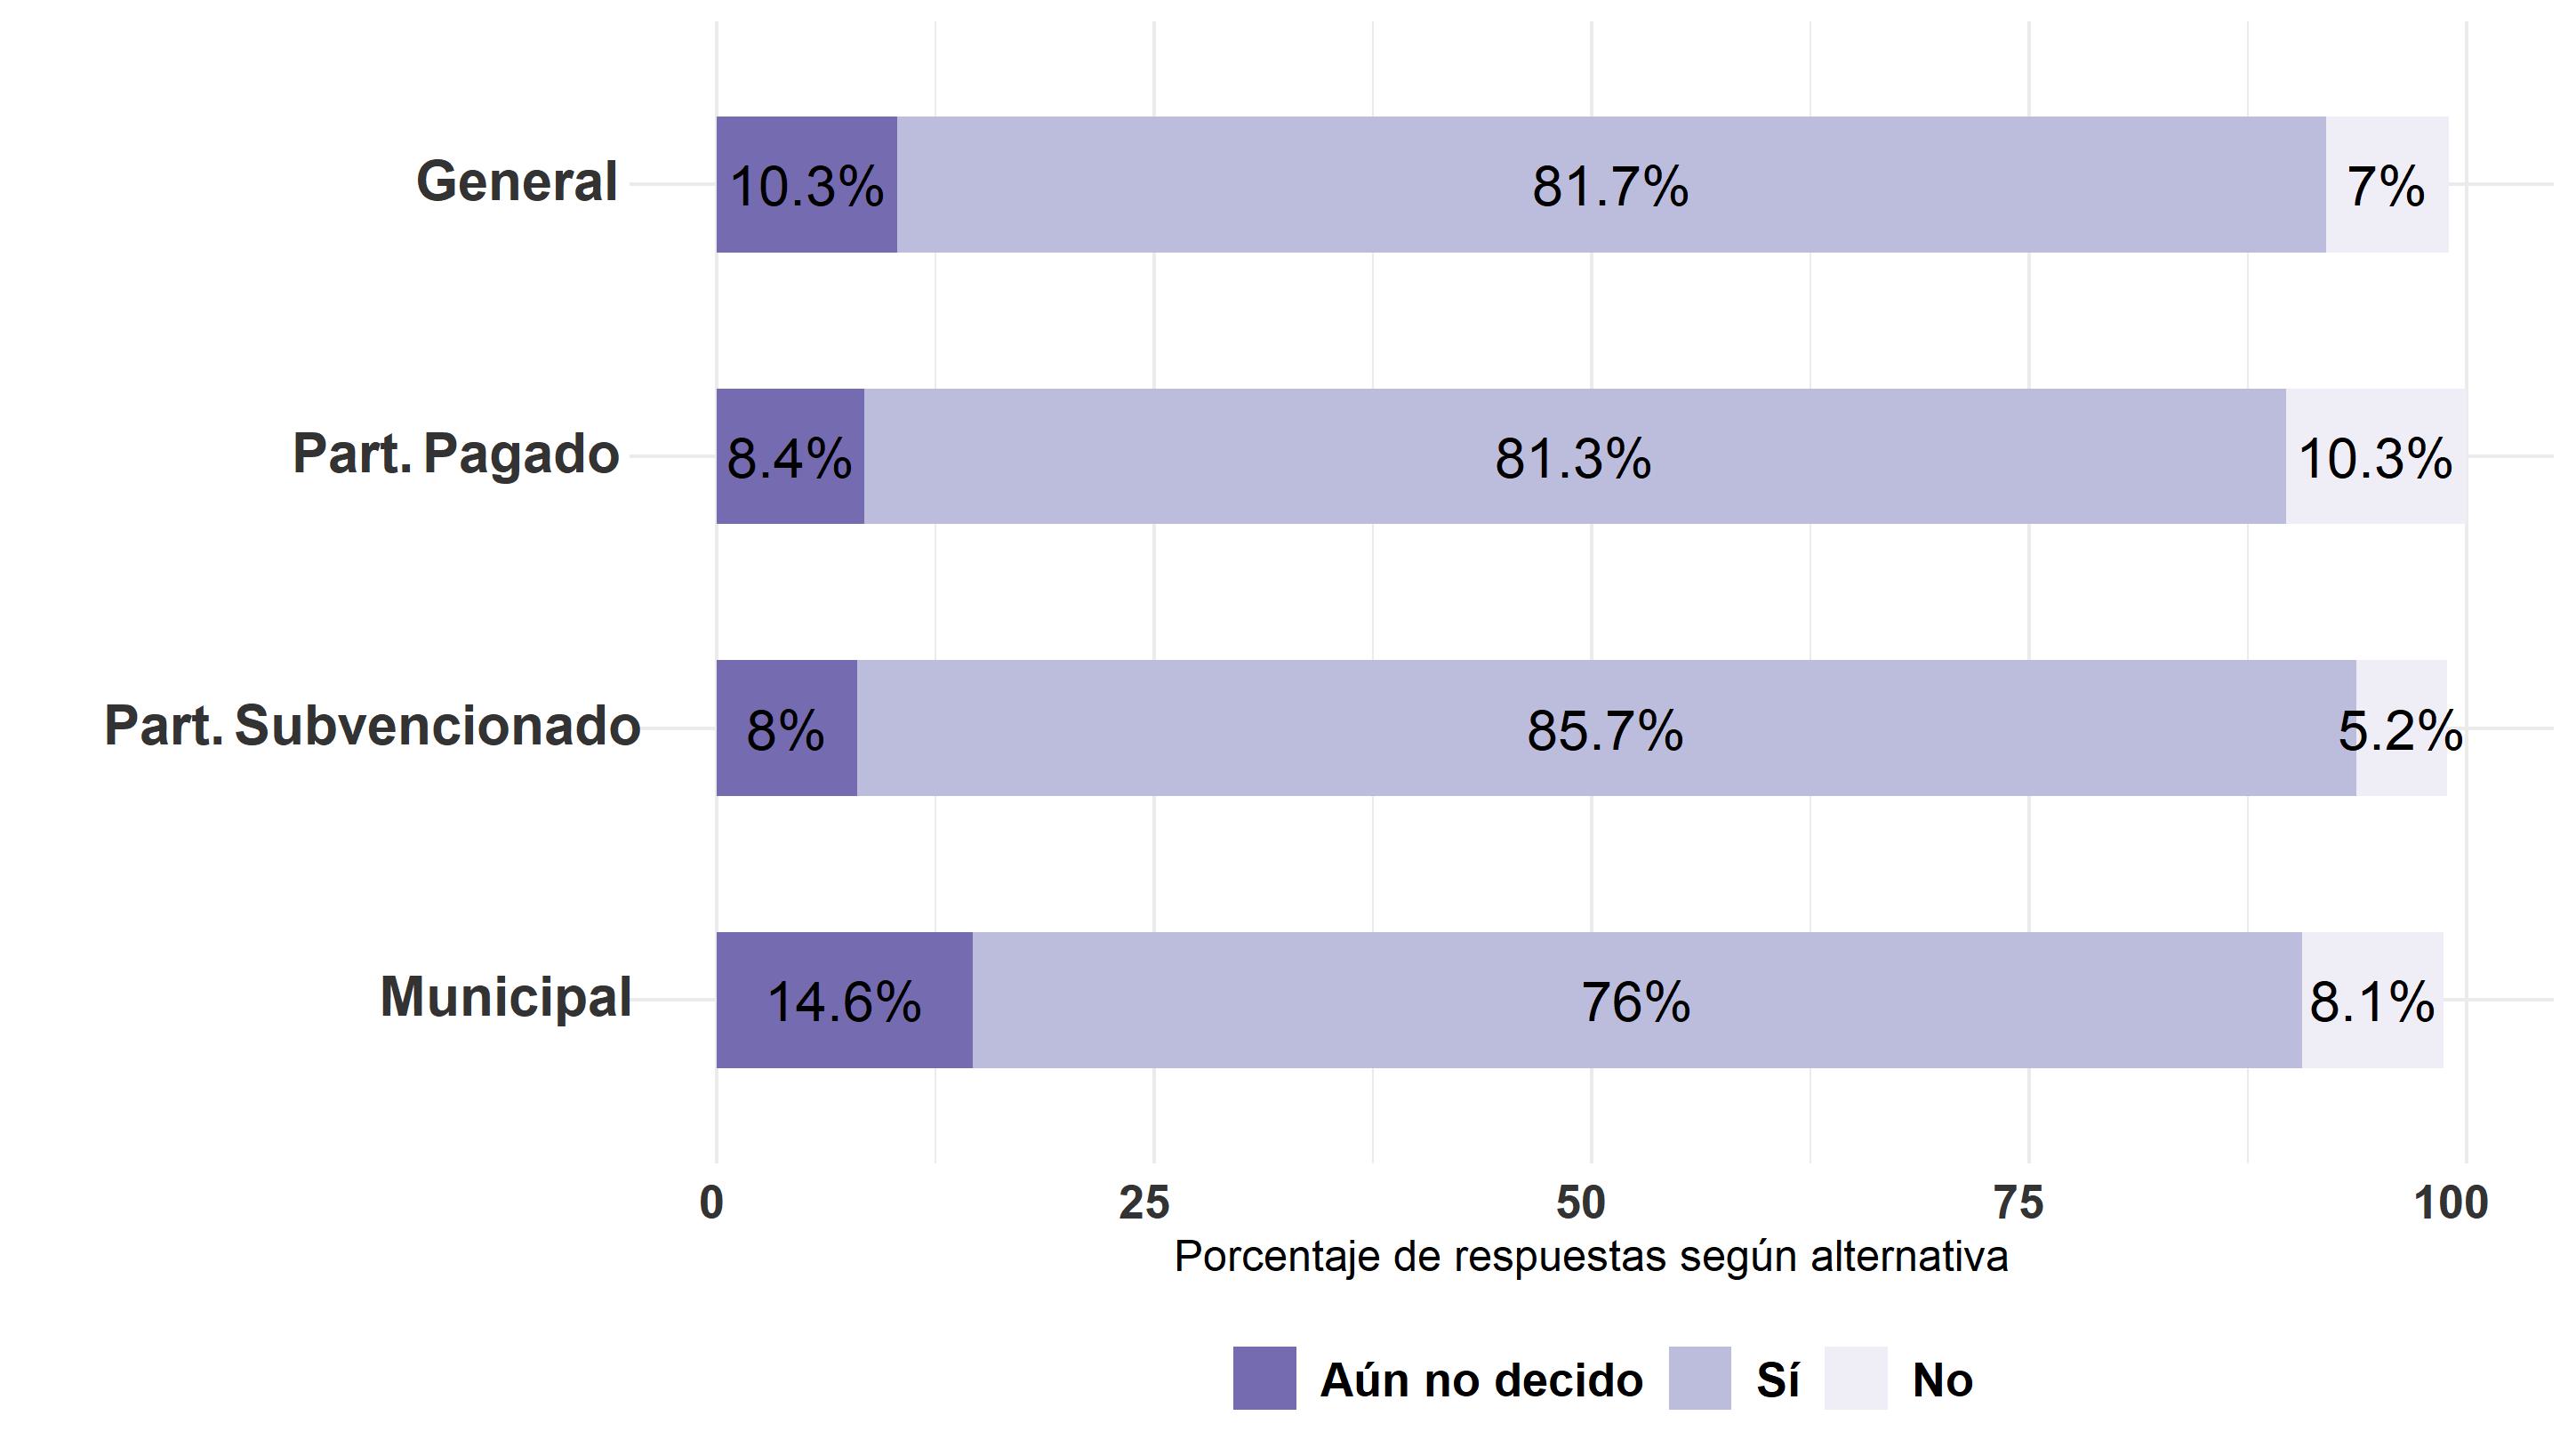 General 10.3% 81.7% 7%
Part. Pagado 8.4% 81.3% 10.3%
Part. Subvencionado 8% 85.7% 5.2%
Municipal 14.6% 76% 8.1%
0 25 50 75 100
Porcentaje de respuestas según alternativa
Aún no decido Sí No